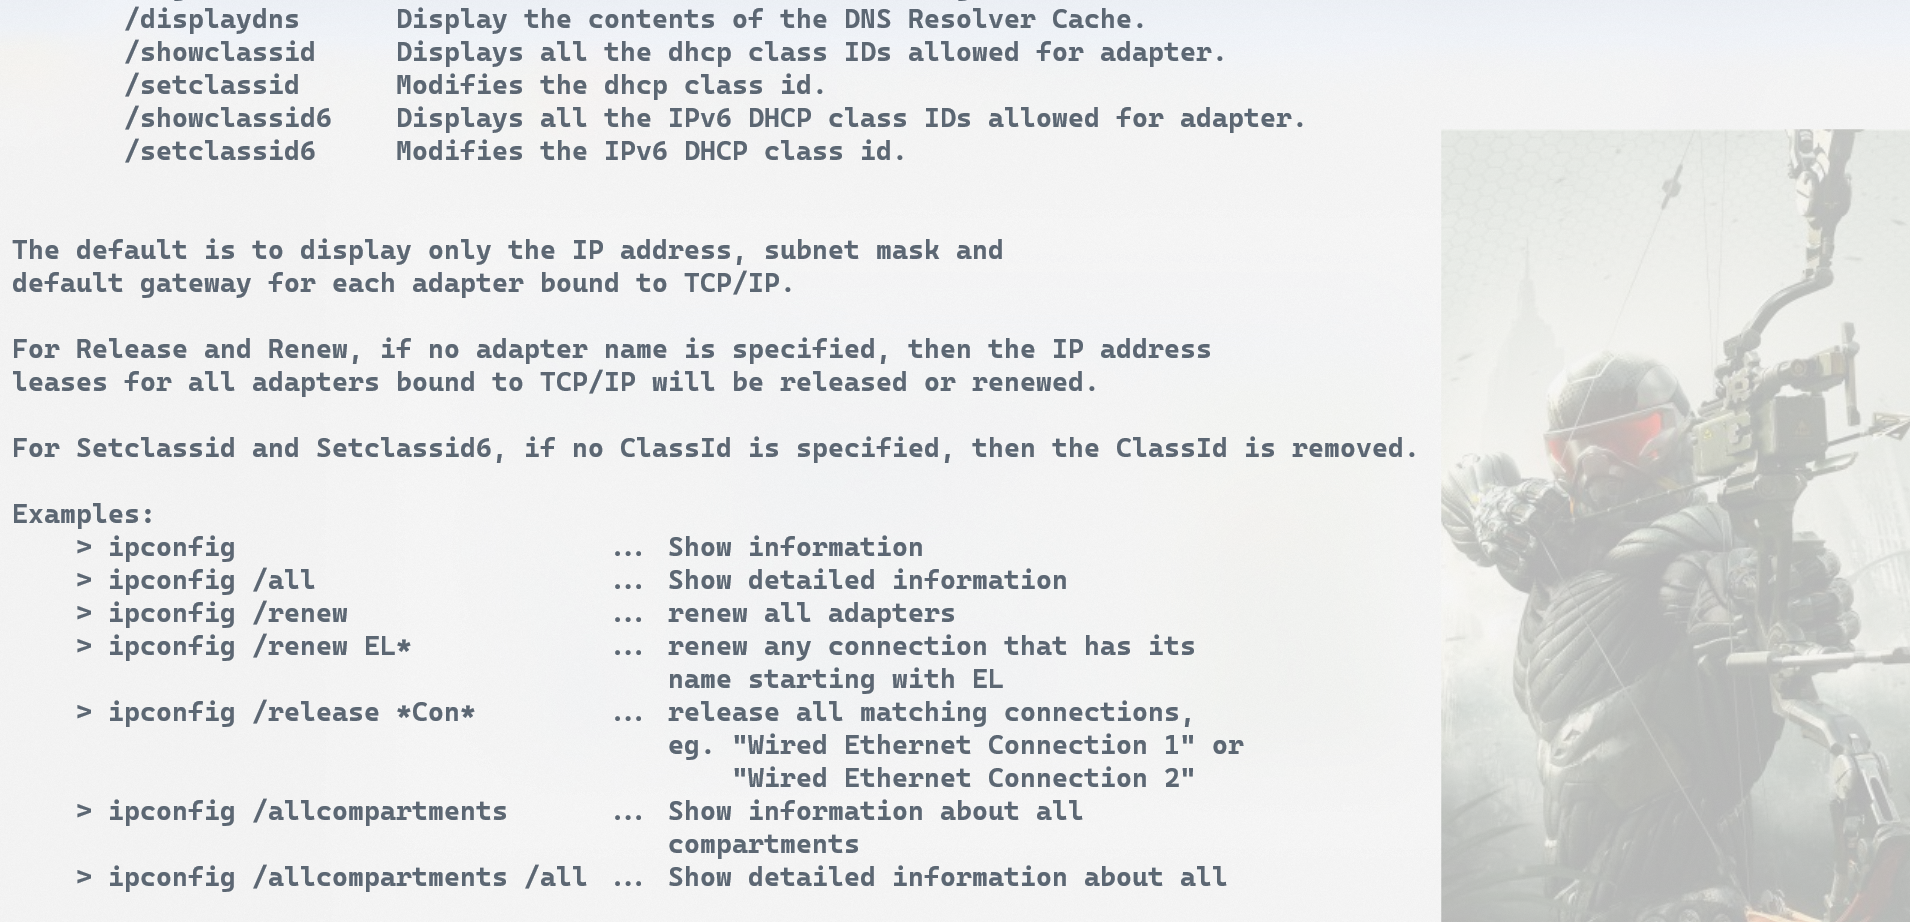 /displaydns Display the contents of the DNS Resolver Cache.
/showclassid Displays all the dhcp class IDs allowed for adapter.
/setclassid Modifies the dhcp class id.
/showclassid6 Displays all the IPv6 DHCP class IDs allowed for adapter.
/setclassid6 Modifies the IPv6 DHCP class id.
The default is to display only the IP address, subnet mask and
default gateway for each adapter bound to TCP/IP.
For Release and Renew, if no adapter name is specified, then the IP address
leases for all adapters bound to TCP/IP will be released or renewed.
For Setclassid and Setclassid6, if no ClassId is specified, then the ClassId is removed.
Examples:
> ipconfig ... Show information
> ipconfig /all ... Show detailed information
> ipconfig /renew ... renew all adapters
> ipconfig /renew EL* ... renew any connection that has its
name starting with EL
> ipconfig /release *Con* ... release all matching connections,
eg. "Wired Ethernet Connection 1" or
"Wired Ethernet Connection 2"
> ipconfig /allcompartments ... Show information about all
compartments
> ipconfig /allcompartments /all ... Show detailed information about all